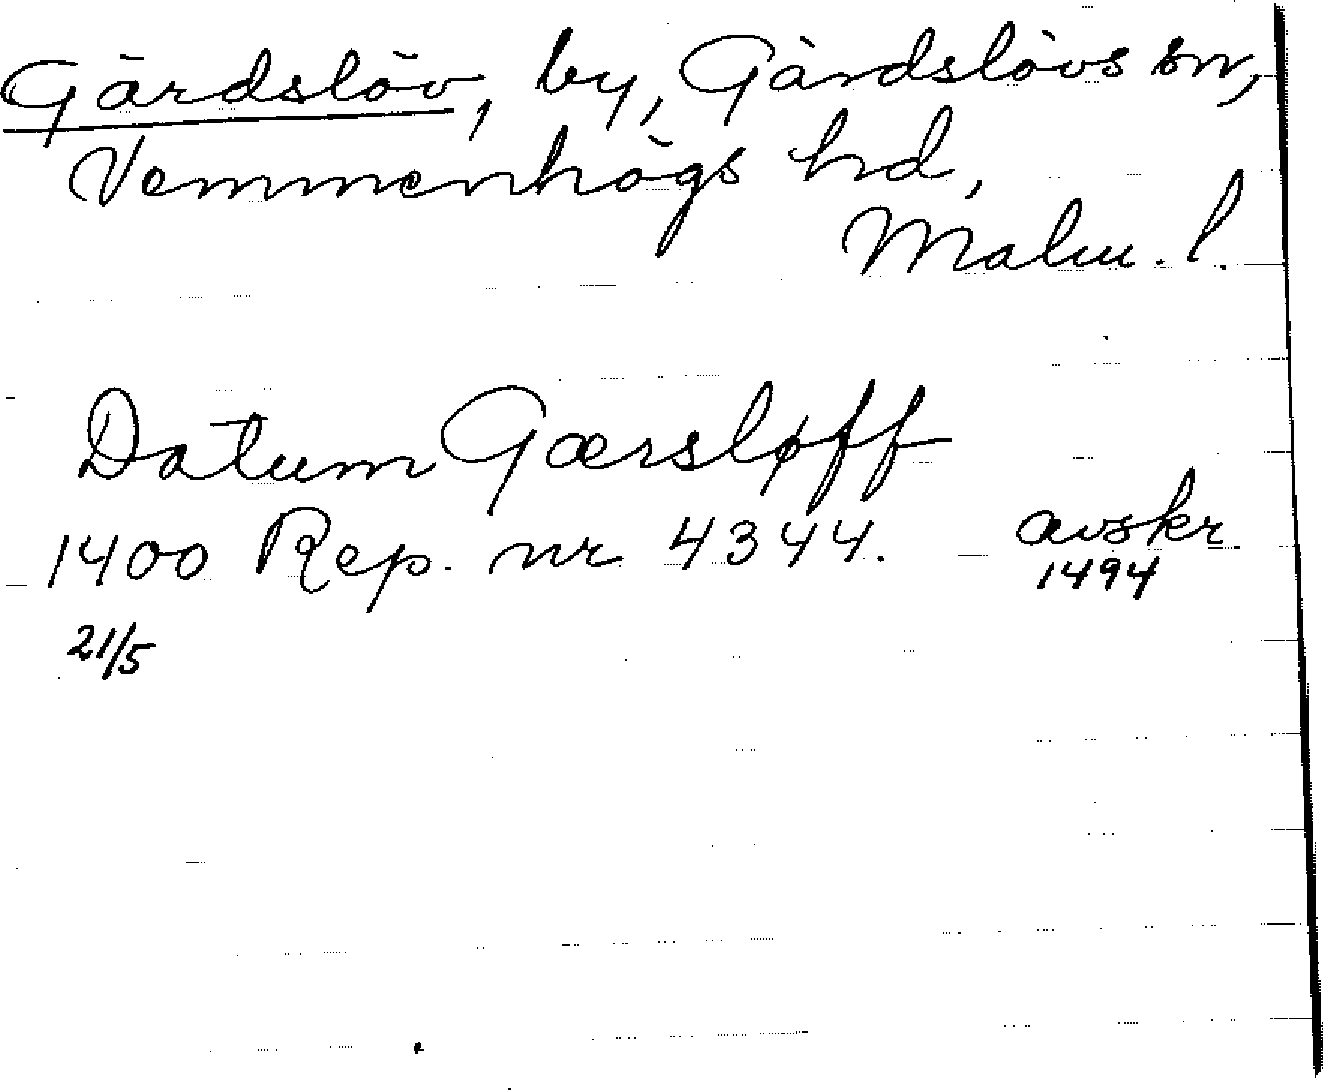 Gärdslöv, by, Gärdslövs sn,
Vemmenhögs hd,
Malm. l.
Datum Gærsløff
1400 Rep. nr 4344. avskr
1494
21/5